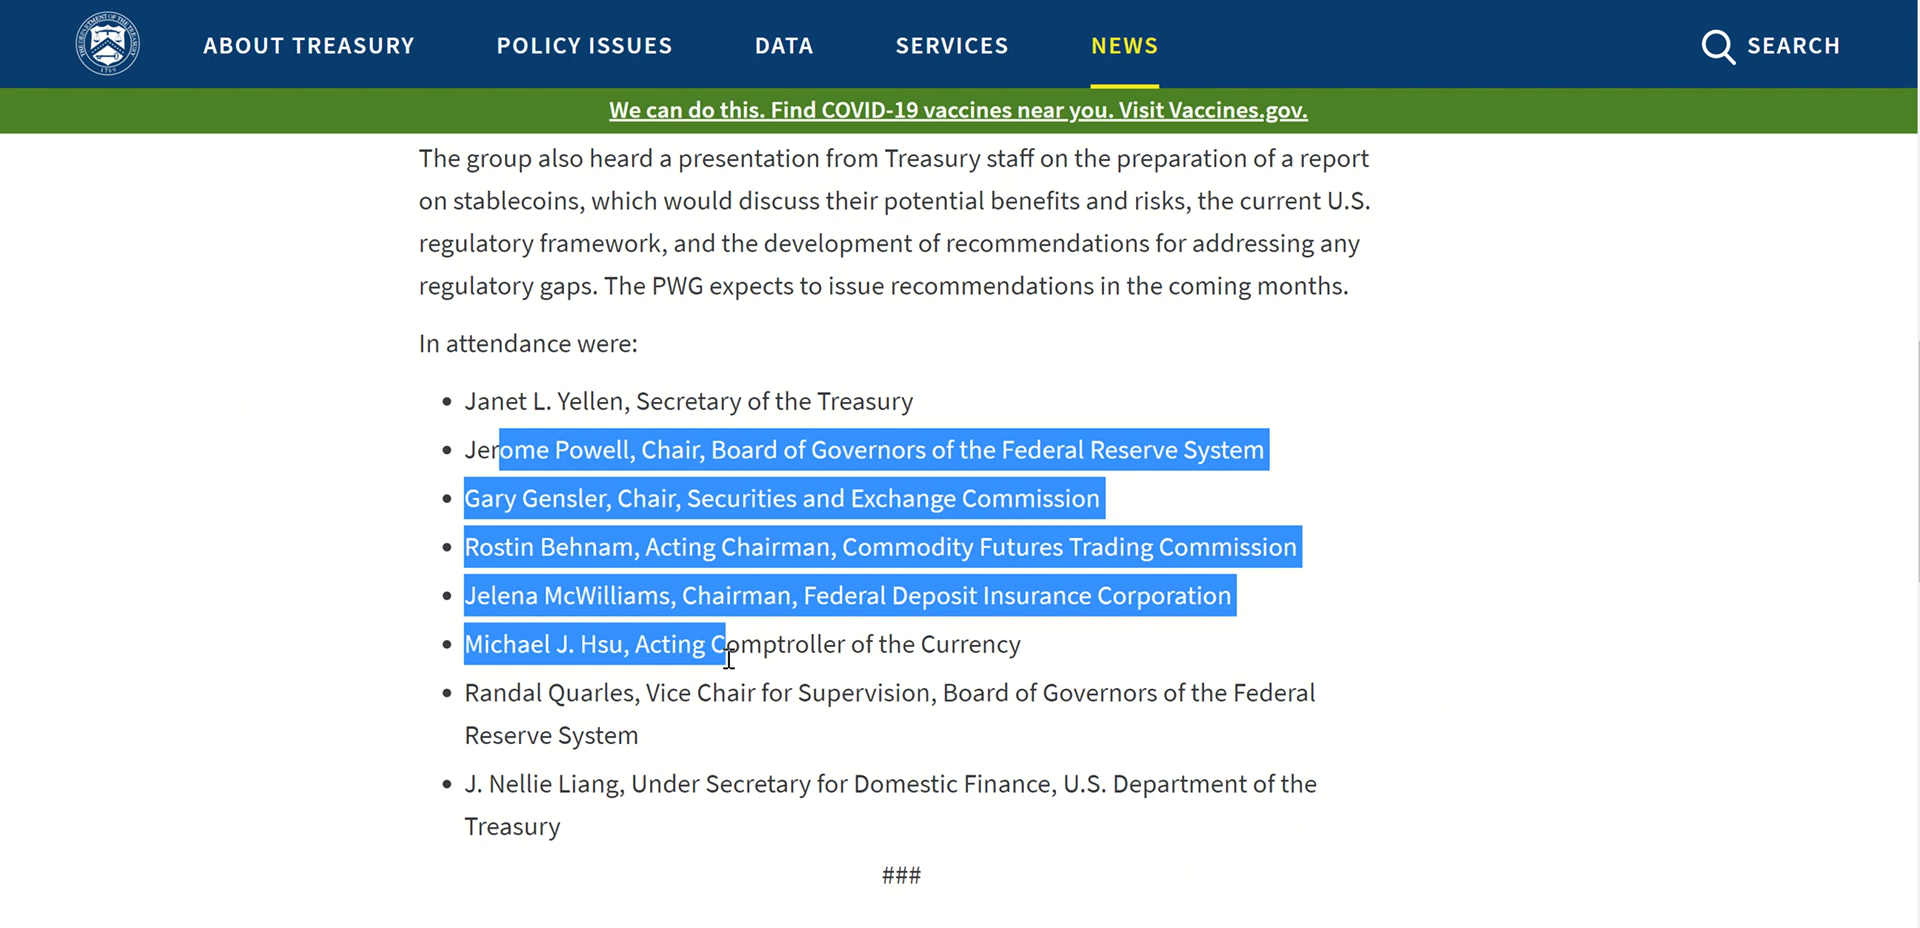 ABOUT TREASURY POLICY ISSUES DATA SERVICES NEWS SEARCH
We can do this. Find COVID-19 vaccines near you. Visit Vaccines.gov.
The group also heard a presentation from Treasury staff on the preparation of a report
on stablecoins, which would discuss their potential benefits and risks, the current U.S.
regulatory framework, and the development of recommendations for addressing any
regulatory gaps. The PWG expects to issue recommendations in the coming months.
In attendance were:
• Janet L. Yellen, Secretary of the Treasury
• Jerome Powell, Chair, Board of Governors of the Federal Reserve System
• Gary Gensler, Chair, Securities and Exchange Commission
• Rostin Behnam, Acting Chairman, Commodity Futures Trading Commission
• Jelena McWilliams, Chairman, Federal Deposit Insurance Corporation
• Michael J. Hsu, Acting Comptroller of the Currency
• Randal Quarles, Vice Chair for Supervision, Board of Governors of the Federal
Reserve System
• J. Nellie Liang, Under Secretary for Domestic Finance, U.S. Department of the
Treasury
###